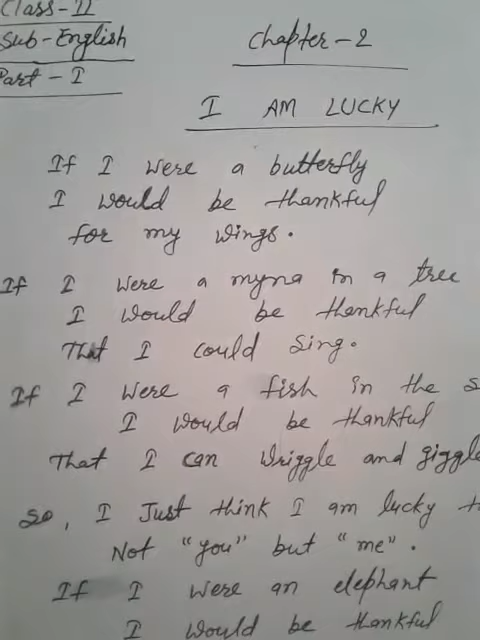 Class-II
Sub-English
Part-I
Chapter-2
I AM LUCKY
If I were a butterfly
I would be thankful
for my wings.
If I were a myna in a tree
I would be thankful
That I could sing.
If I were a fish in the
I would be thankful
That I can wriggle and giggle
So, I Just think I am lucky
Not "you" but "me".
If I were an elephant
I would be thankful